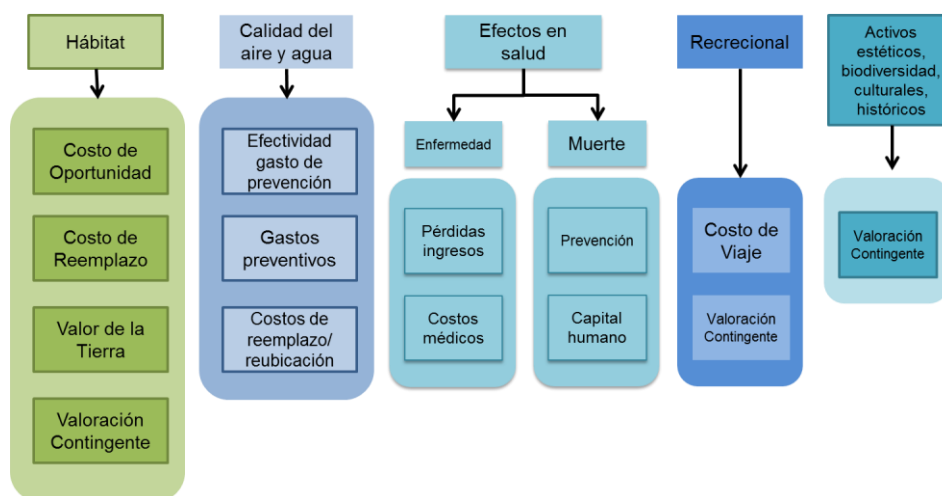 Hábitat
Costo de
Oportunidad
Costo de
Reemplazo
Valor de la
Tierra
Valoración
Contingente
Calidad del
aire y agua
Efectividad
gasto de
prevención
Gastos
preventivos
Costos de
reemplazo/
reubicación
Efectos en
salud
Enfermedad
Pérdidas
ingresos
Costos
médicos
Muerte
Prevención
Capital
humano
Recrecional
Costo de
Viaje
Valoración
Contingente
Activos
estéticos,
biodiversidad,
culturales,
históricos
Valoración
Contingente